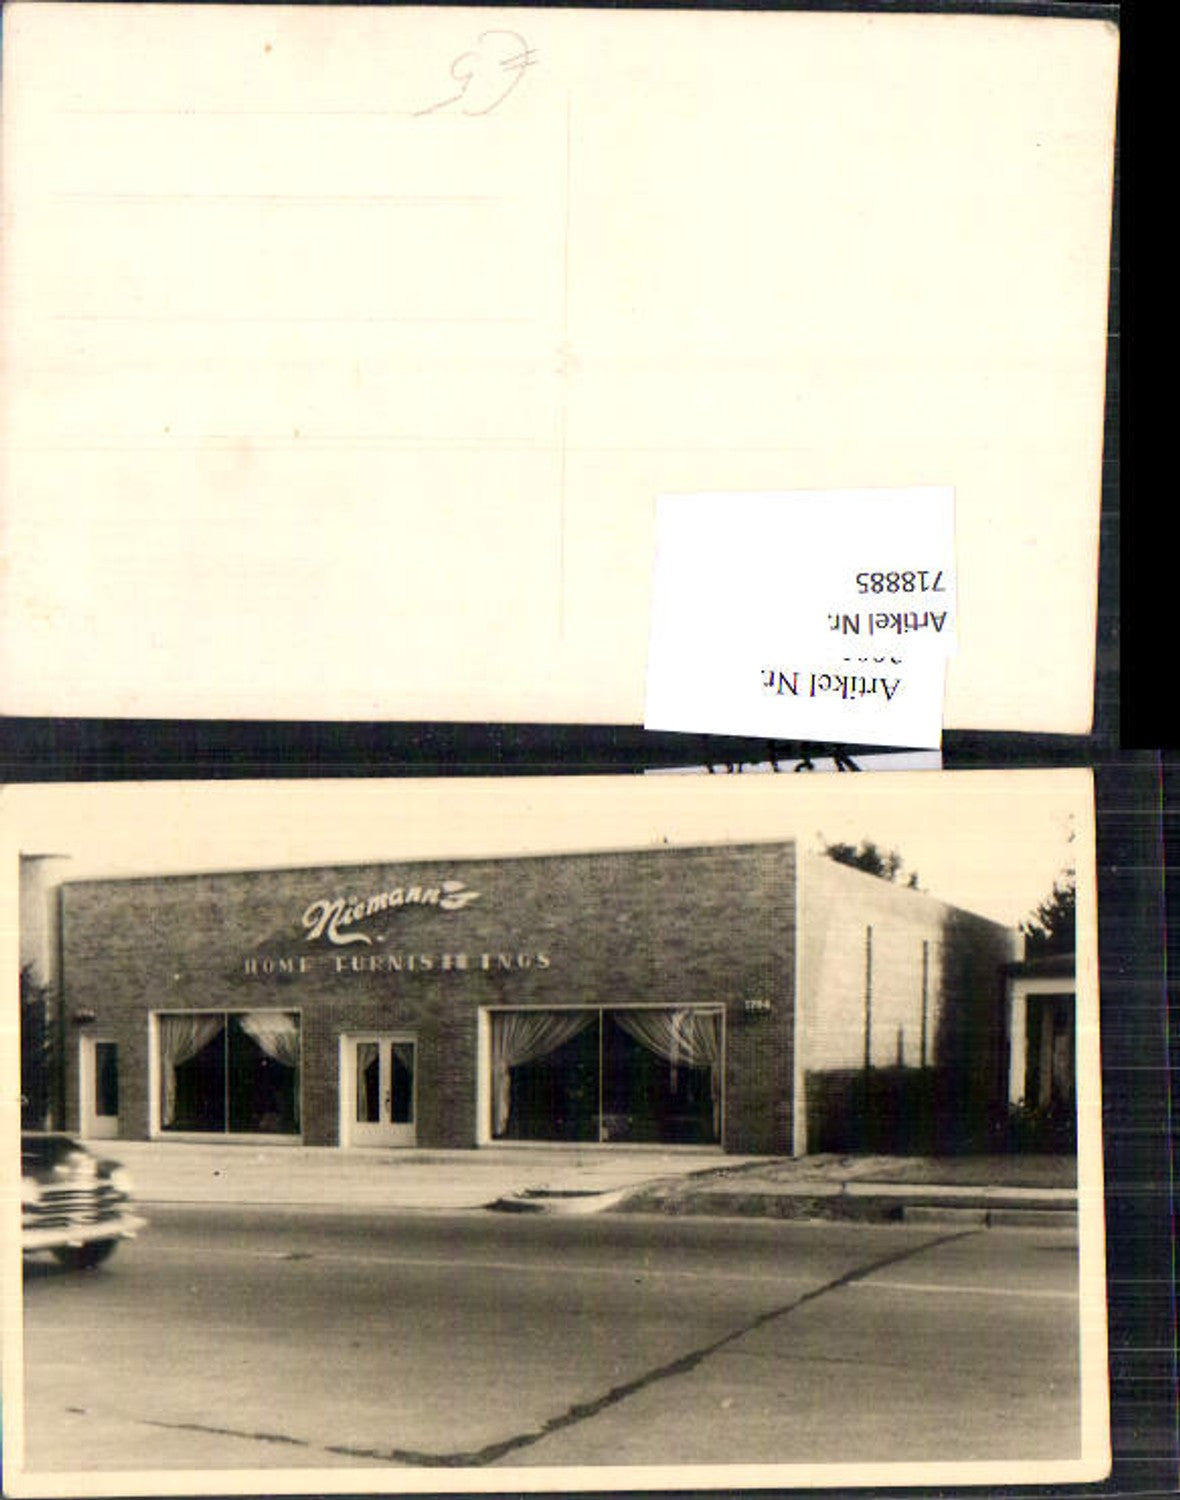 718885
Artikel Nr.
Artikel Nr.
Niemann's
HOME FURNISHINGS